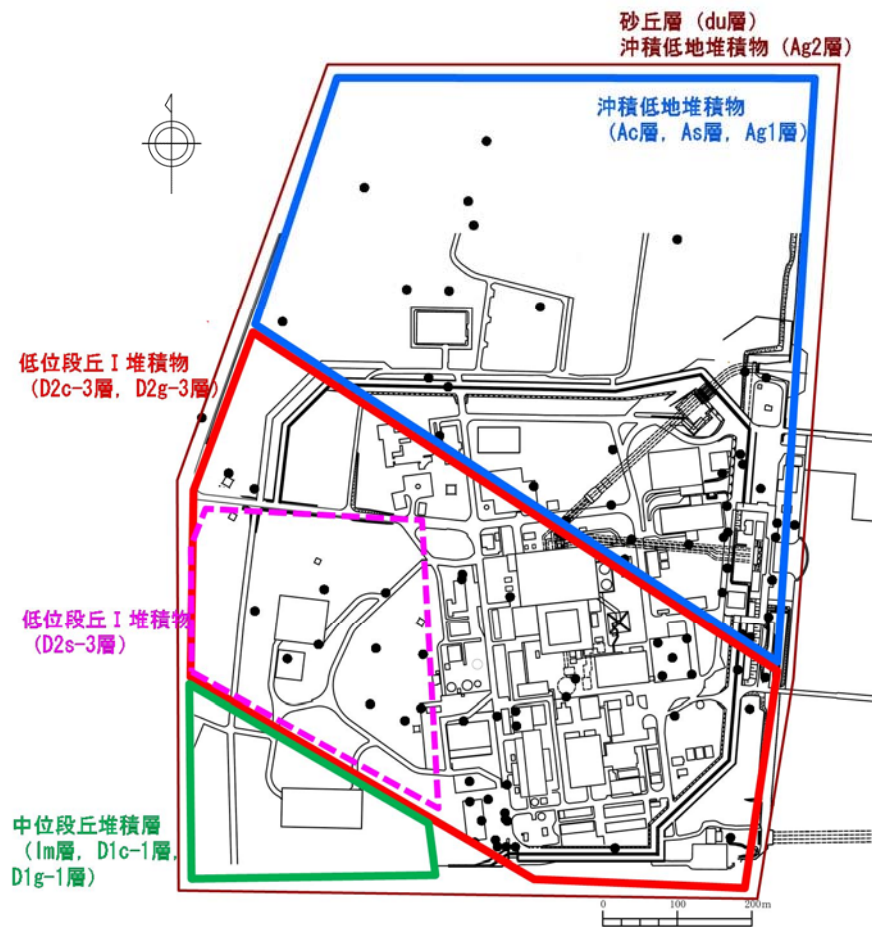 砂丘層 (du層)
沖積低地堆積物 (Ag2層)
沖積低地堆積物
(Ac層, As層, Ag1層)
低位段丘Ⅰ堆積物
(D2c-3層, D2g-3層)
低位段丘Ⅰ堆積物
(D2s-3層)
中位段丘堆積層
(lm層, D1c-1層,
D1g-1層)
0 100 200m